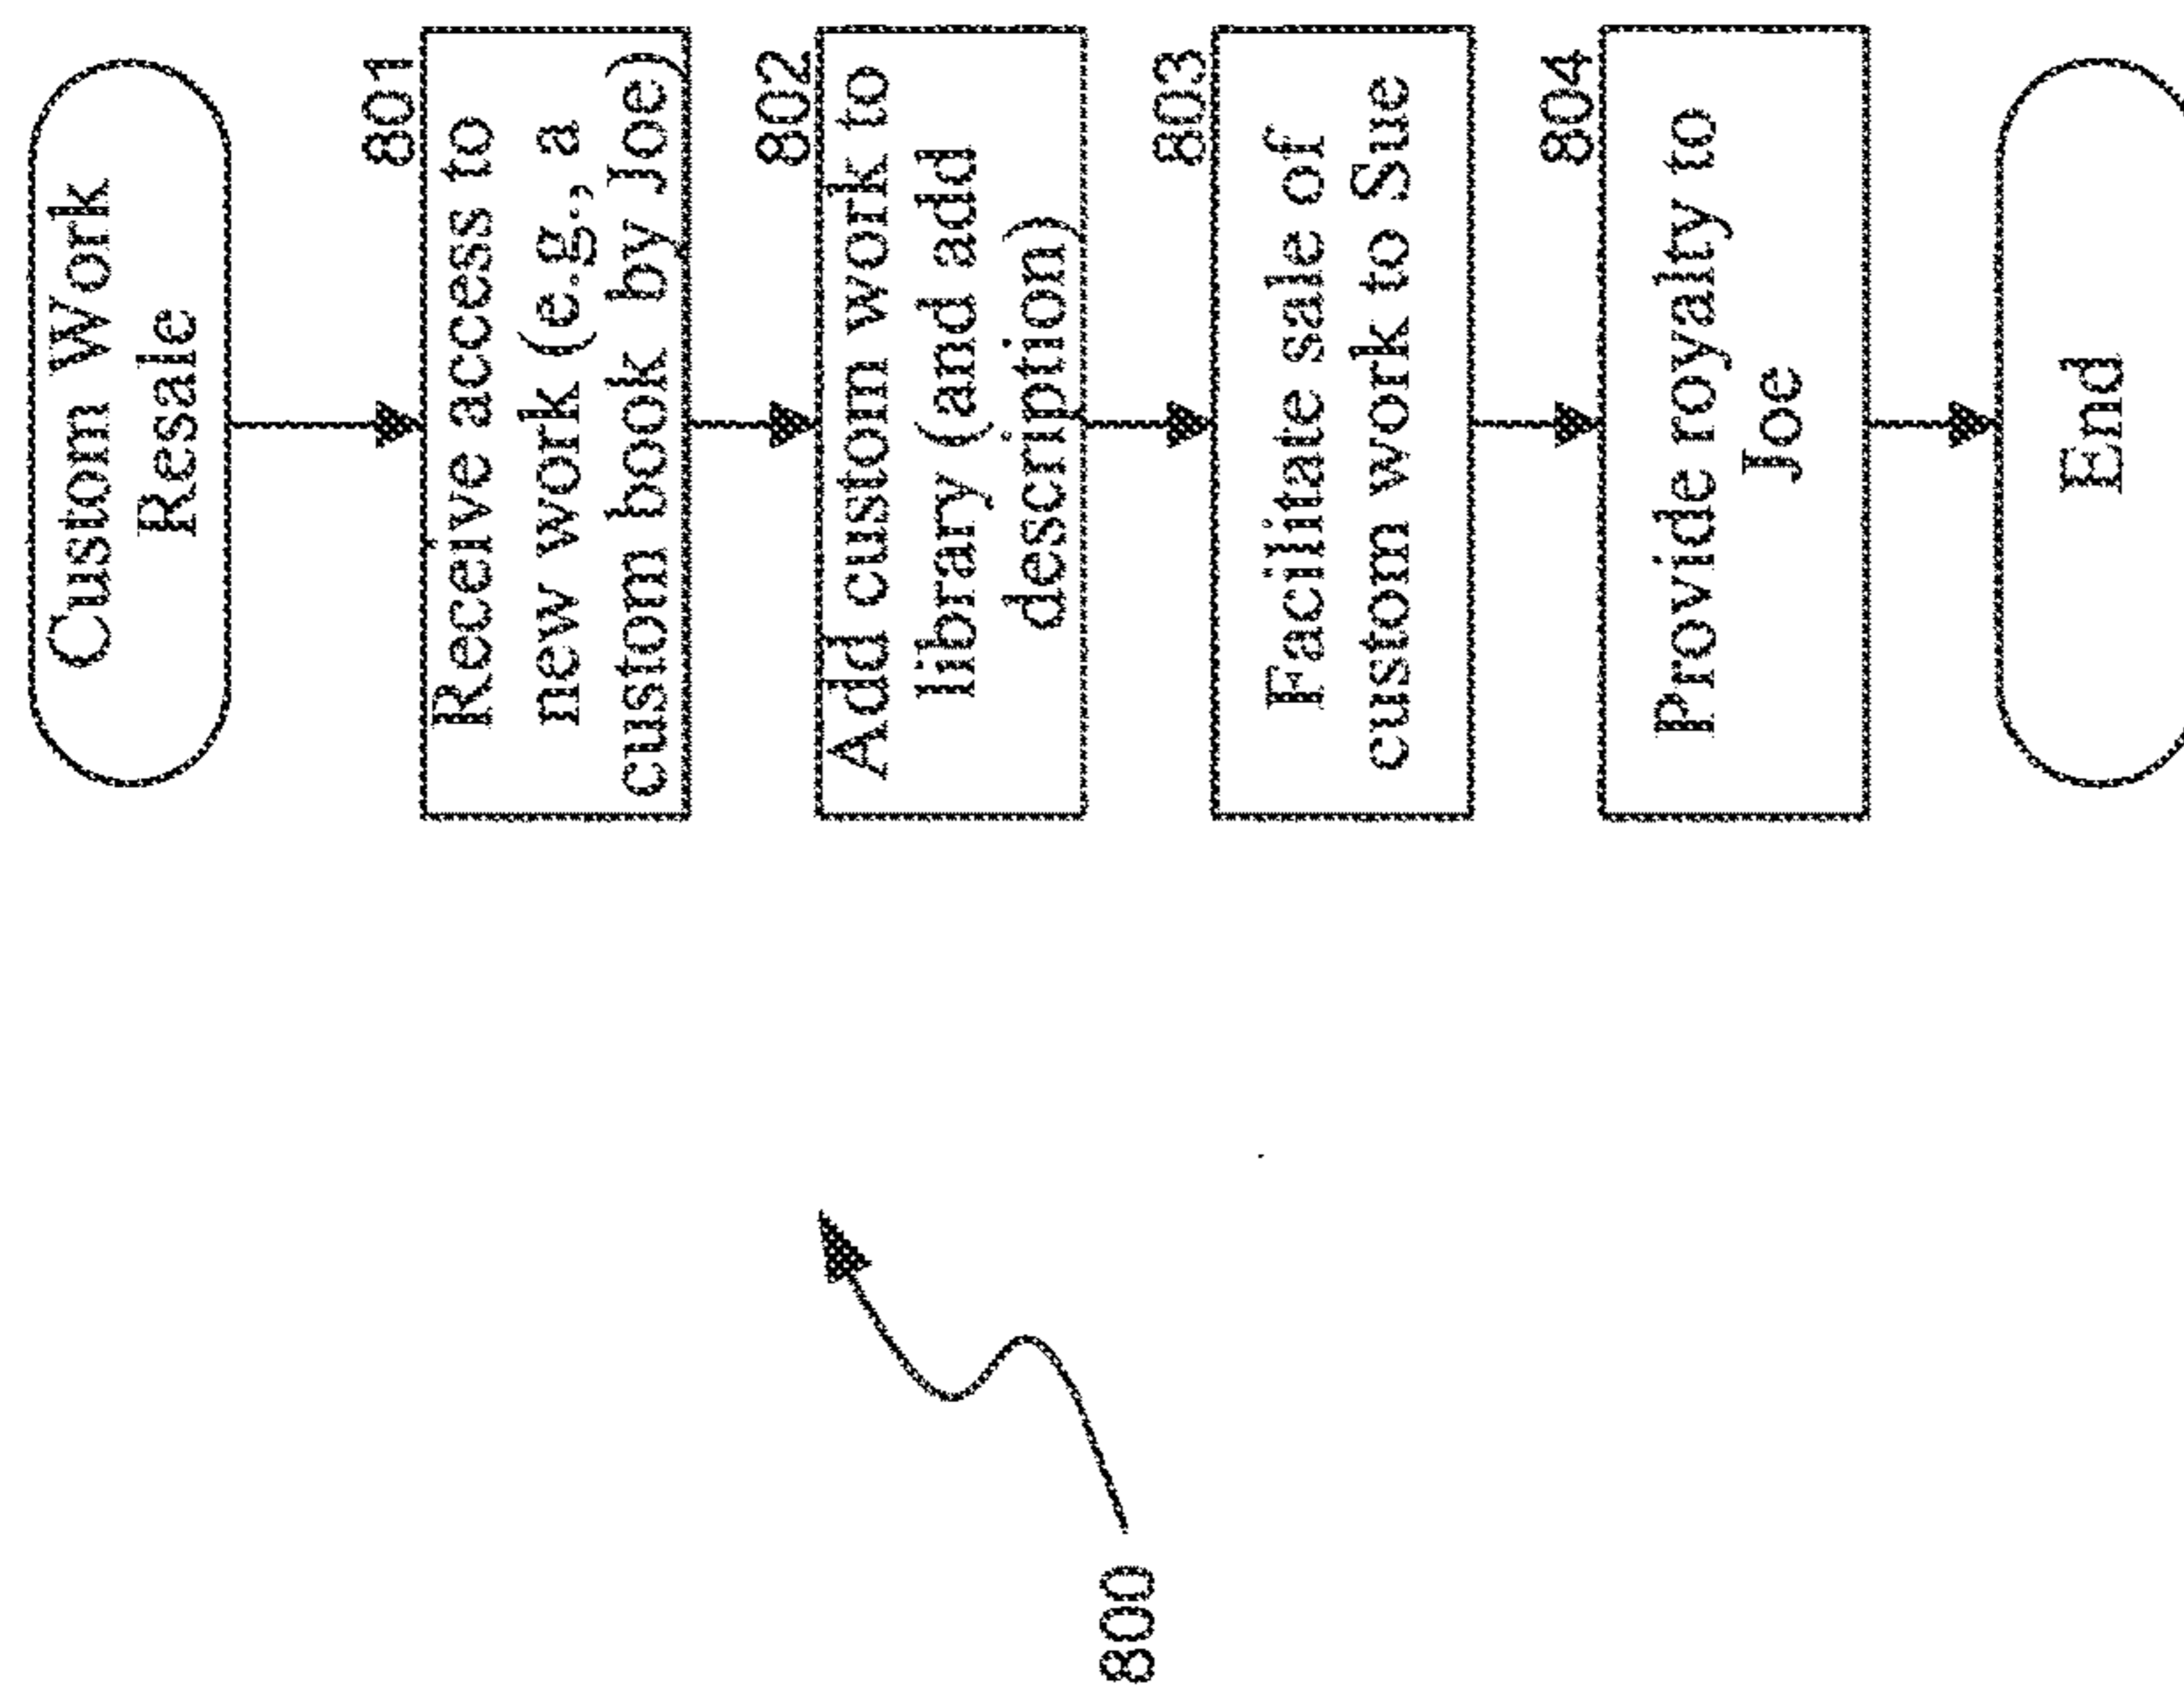 Custom Work
Resale
801
Receive access to
new work (e.g., a
custom book by Joe)
802
Add custom work to
library (and add
description)
803
Facilitate sale of
custom work to Sue
804
Provide royalty to
Joe
End
800